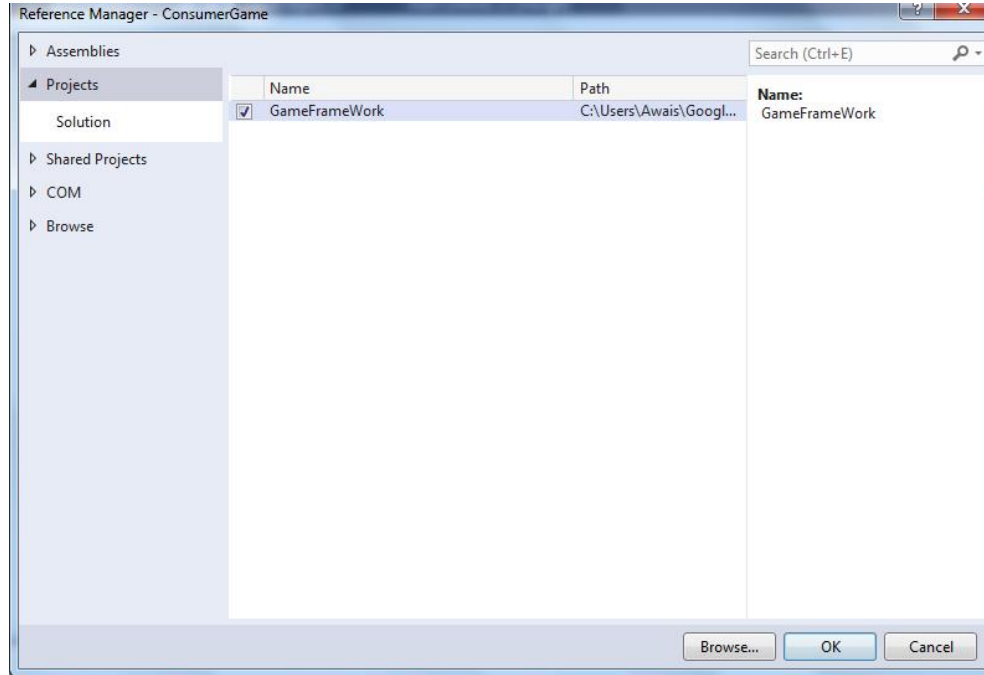 Reference Manager - ConsumerGame
? X
Assemblies
Search (Ctrl+E)
Projects
Solution
Shared Projects
COM
Browse
Name Path
GameFrameWork C:\Users\Awais\Googl...
Name:
GameFrameWork
Browse... OK Cancel